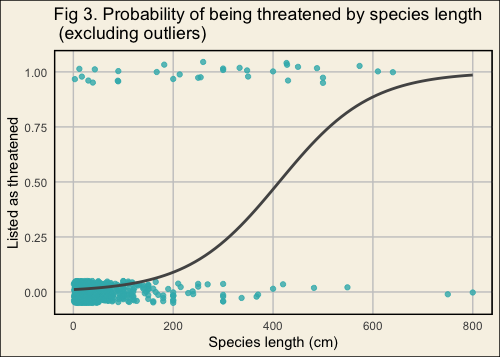 Fig 3. Probability of being threatened by species length
(excluding outliers)
1.00
0.75
0.50
0.25
0.00
Listed as threatened
0 200 400 600 800
Species length (cm)